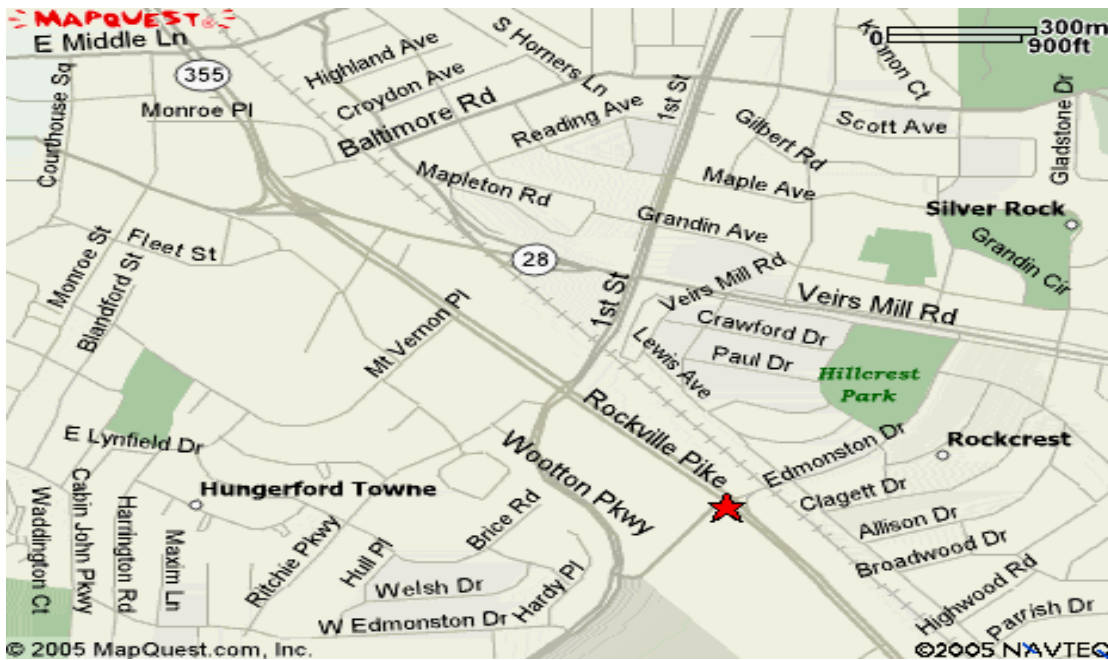 MAPQUEST
E Middle Ln
355
Monroe Pl
Courthouse Sq
Highland Ave
Croydon Ave
Baltimore Rd
S Horners Ln
Reading Ave
1st St
Gilbert Rd
Scott Ave
Gladstone Dr
0 300m
900ft
Mapleton Rd
Maple Ave
Grandin Ave
Silver Rock
Grandin Cir
Monroe St
Fleet St
Blandford St
28
1st St
Veirs Mill Rd
Veirs Mill Rd
Mt Vernon Pl
Lewis Ave
Crawford Dr
Paul Dr
Hillcrest
Park
Rockville Pike
Wootton Pkwy
Edmonston Dr
Rockcrest
E Lynfield Dr
Hungerford Towne
Clagett Dr
Allison Dr
Broadwood Dr
Waddington Ct
Cabin John Pkwy
Harrington Rd
Maxim Ln
Ritchie Pkwy
Hull Pl
Brice Rd
Welsh Dr
Hardy Pl
W Edmonston Dr
Highwood Rd
Parrish Dr
© 2005 MapQuest.com, Inc.
©2005 NAVTEQ